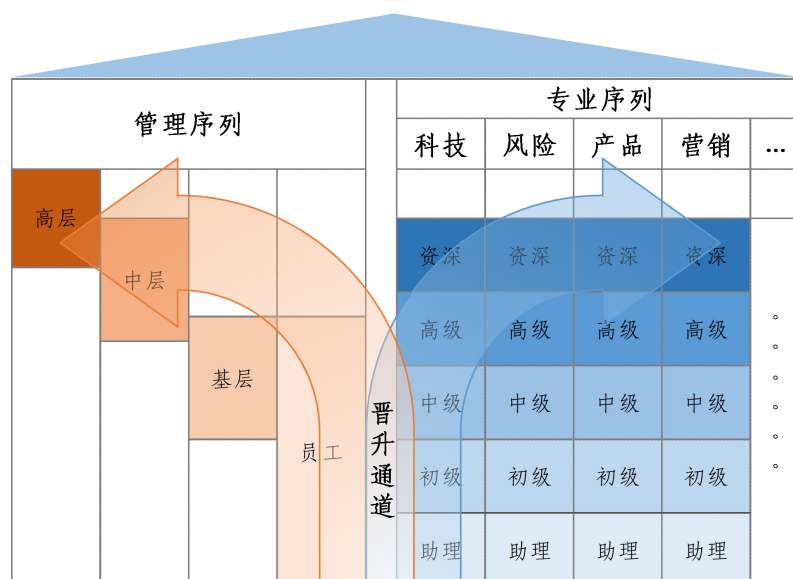 管理序列
专业序列
科技 风险 产品 营销 ...
高层
中层
基层
员工
晋升通道
资深 资深 资深 资深
高级 高级 高级 高级
中级 中级 中级 中级
初级 初级 初级 初级
助理 助理 助理 助理
。
。
。
。
。
。